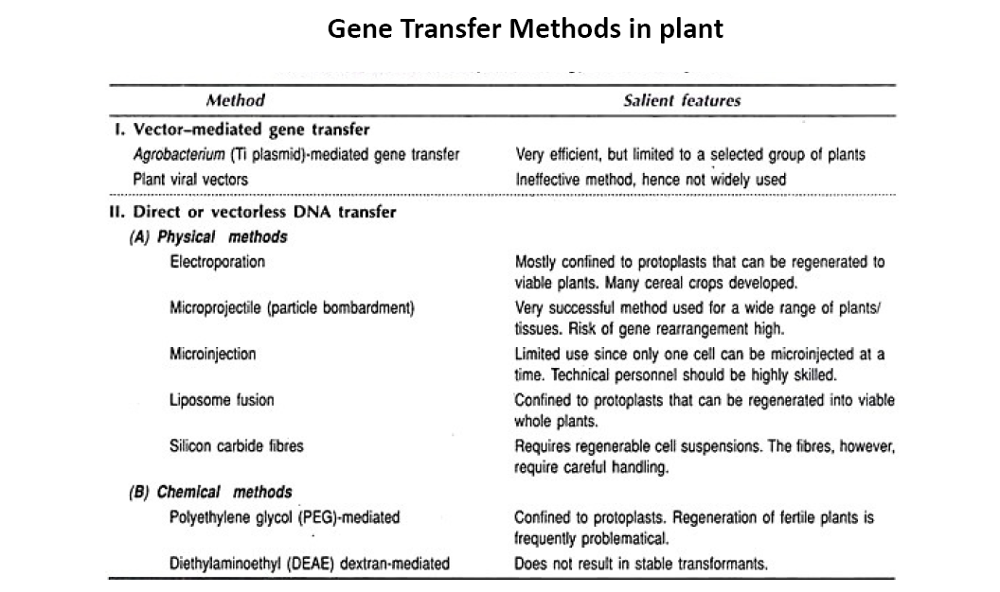 Gene Transfer Methods in plant
Method Salient features
I. Vector–mediated gene transfer
Agrobacterium (Ti plasmid)-mediated gene transfer Very efficient, but limited to a selected group of plants
Plant viral vectors Ineffective method, hence not widely used
II. Direct or vectorless DNA transfer
(A) Physical methods
Electroporation Mostly confined to protoplasts that can be regenerated to
viable plants. Many cereal crops developed.
Microprojectile (particle bombardment) Very successful method used for a wide range of plants/
tissues. Risk of gene rearrangement high.
Microinjection Limited use since only one cell can be microinjected at a
time. Technical personnel should be highly skilled.
Liposome fusion Confined to protoplasts that can be regenerated into viable
whole plants.
Silicon carbide fibres Requires regenerable cell suspensions. The fibres, however,
require careful handling.
(B) Chemical methods
Polyethylene glycol (PEG)-mediated Confined to protoplasts. Regeneration of fertile plants is
frequently problematical.
Diethylaminoethyl (DEAE) dextran-mediated Does not result in stable transformants.